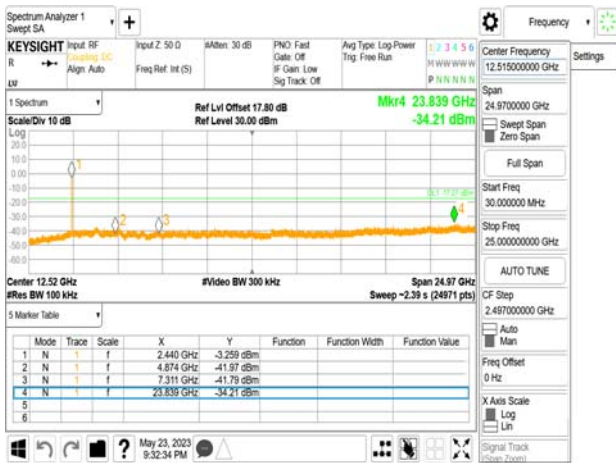 Spectrum Analyzer 1
Swept SA
+
Frequency
KEYSIGHT
R
Input: RF
Coupling: DC
Align: Auto
Input Z: 50 Ω
Freq Ref: Int (S)
#Atten: 30 dB
PNO: Fast
Gate: Off
IF Gain: Low
Sig Track: Off
Avg Type: Log-Power
Trig: Free Run
1 2 3 4 5 6
M W W W W W
P N N N N N
Center Frequency
12.515000000 GHz
Settings
Span
24.9700000 GHz
Swept Span
Zero Span
Full Span
Start Freq
30.000000 MHz
Stop Freq
25.000000000 GHz
AUTO TUNE
CF Step
2.497000000 GHz
Auto
Man
Freq Offset
0 Hz
X Axis Scale
Log
Lin
Signal Track
(Span Zoom)
1 Spectrum
Scale/Div 10 dB
Ref Lvl Offset 17.80 dB
Ref Level 30.00 dBm
Mkr4 23.839 GHz
-34.21 dBm
Log
20.0
10.0
0.00
-10.0
-20.0
-30.0
-40.0
-50.0
-60.0
1
2
3
4
Center 12.52 GHz
#Res BW 100 kHz
#Video BW 300 kHz
Span 24.97 GHz
Sweep ~2.39 s (24971 pts)
5 Marker Table
Mode Trace Scale X Y Function Function Width Function Value
1 N 1 f 2.440 GHz -3.259 dBm
2 N 1 f 4.874 GHz -41.97 dBm
3 N 1 f 7.311 GHz -41.79 dBm
4 N 1 f 23.839 GHz -34.21 dBm
5
6
?
May 23, 2023
9:32:34 PM